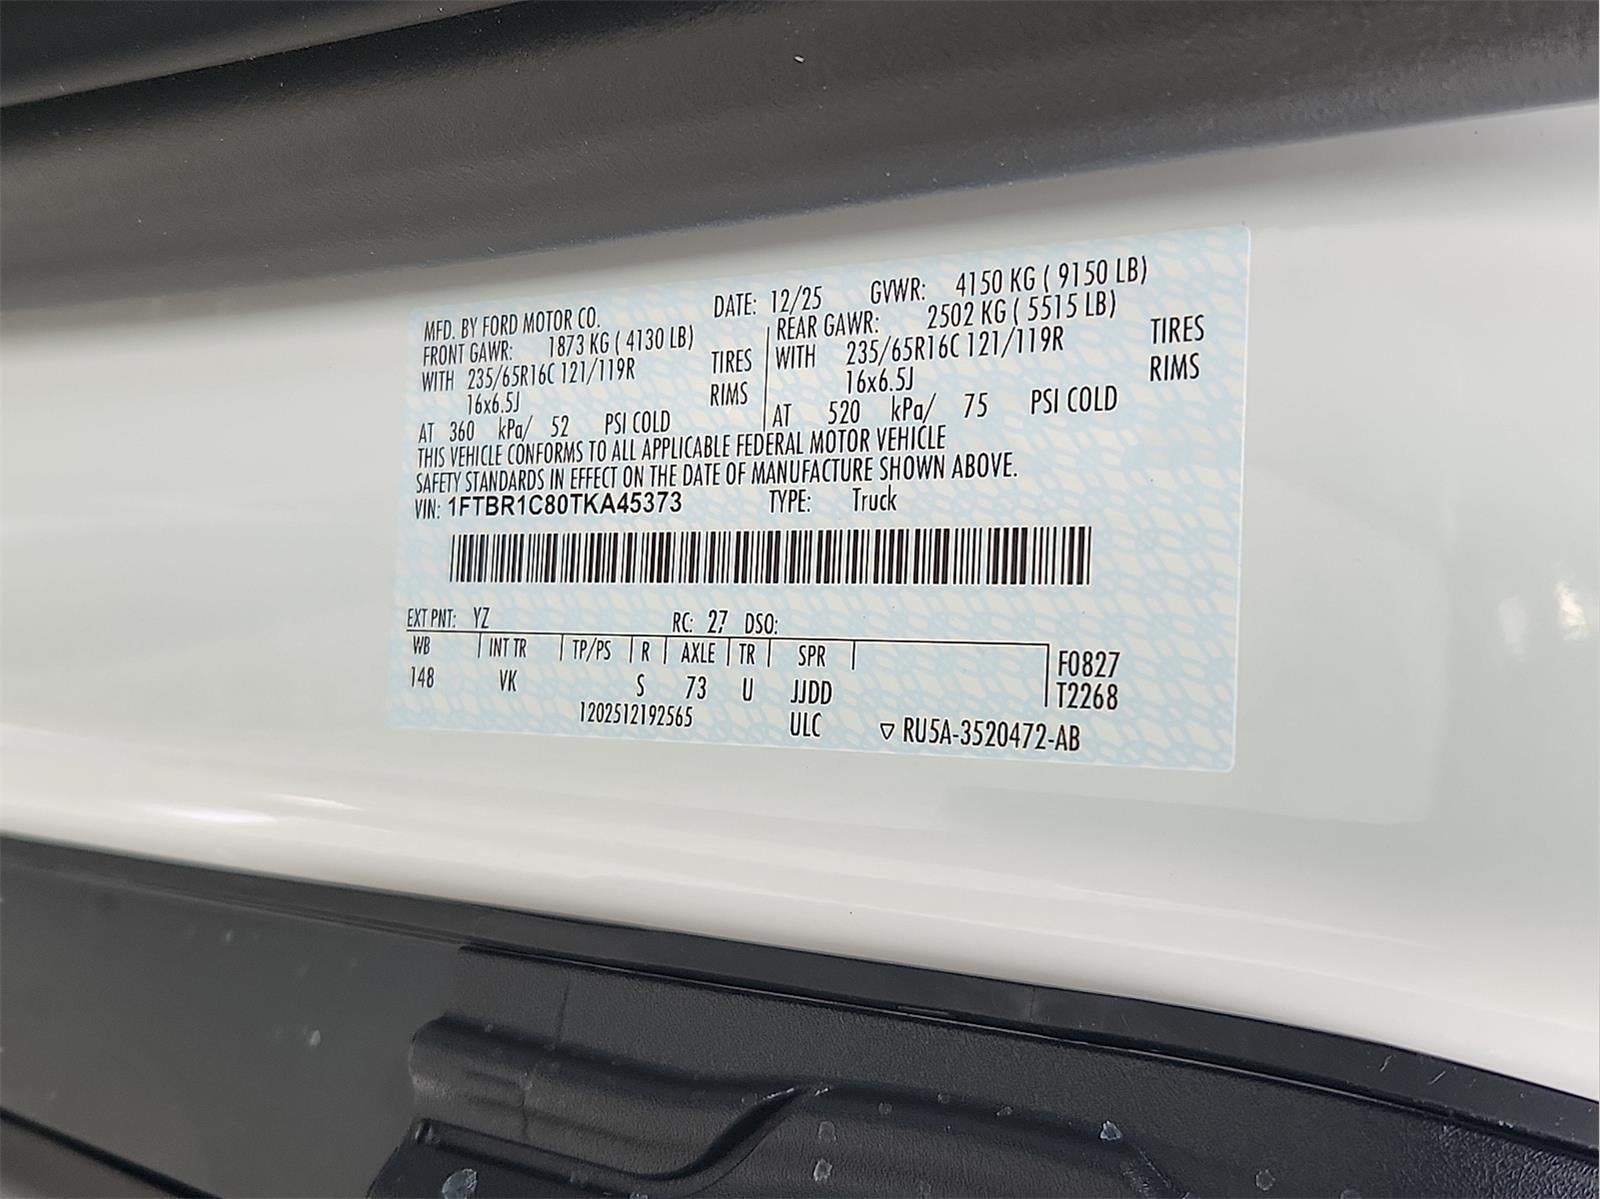 MFD. BY FORD MOTOR CO. DATE: 12/25 GVWR: 4150 KG ( 9150 LB)
FRONT GAWR: 1873 KG ( 4130 LB) REAR GAWR: 2502 KG ( 5515 LB)
WITH 235/65R16C 121/119R TIRES WITH 235/65R16C 121/119R TIRES
16x6.5J RIMS 16x6.5J RIMS
AT 360 kPa/ 52 PSI COLD AT 520 kPa/ 75 PSI COLD
THIS VEHICLE CONFORMS TO ALL APPLICABLE FEDERAL MOTOR VEHICLE
SAFETY STANDARDS IN EFFECT ON THE DATE OF MANUFACTURE SHOWN ABOVE.
VIN: 1FTBR1C80TKA45373 TYPE: Truck
EXT PNT: YZ RC: 27 DSO:
WB INT TR TP/PS R AXLE TR SPR F0827
148 VK S 73 U JJDD T2268
1202512192565 ULC RU5A-3520472-AB